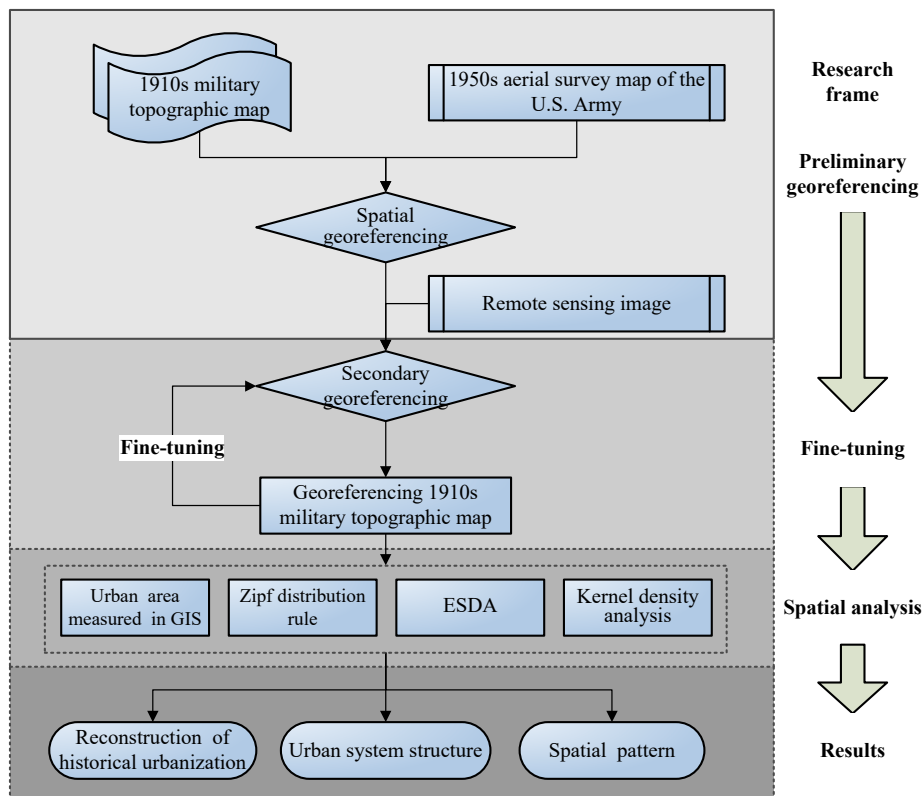 1910s military
topographic map
1950s aerial survey map of the
U.S. Army
Research
frame
Preliminary
georeferencing
Spatial
georeferencing
Remote sensing image
Secondary
georeferencing
Fine-tuning
Fine-tuning
Georeferencing 1910s
military topographic map
Urban area
measured in GIS
Zipf distribution
rule
ESDA
Kernel density
analysis
Spatial analysis
Reconstruction of
historical urbanization
Urban system structure
Spatial pattern
Results